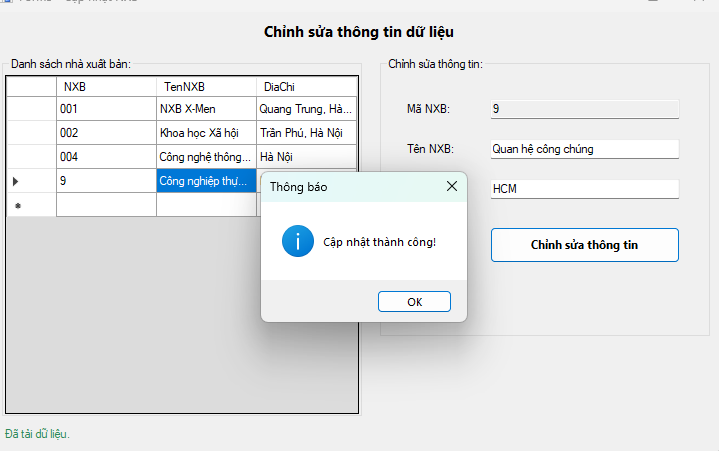 Chỉnh sửa thông tin dữ liệu
Danh sách nhà xuất bản:
NXB TenNXB DiaChi
001 NXB X-Men Quang Trung, Hà...
002 Khoa học Xã hội Trần Phú, Hà Nội
004 Công nghệ thông... Hà Nội
9 Công nghiệp thự...
Chỉnh sửa thông tin:
Mã NXB: 9
Tên NXB: Quan hệ công chúng
HCM
Chỉnh sửa thông tin
Thông báo
Cập nhật thành công!
OK
Đã tải dữ liệu.